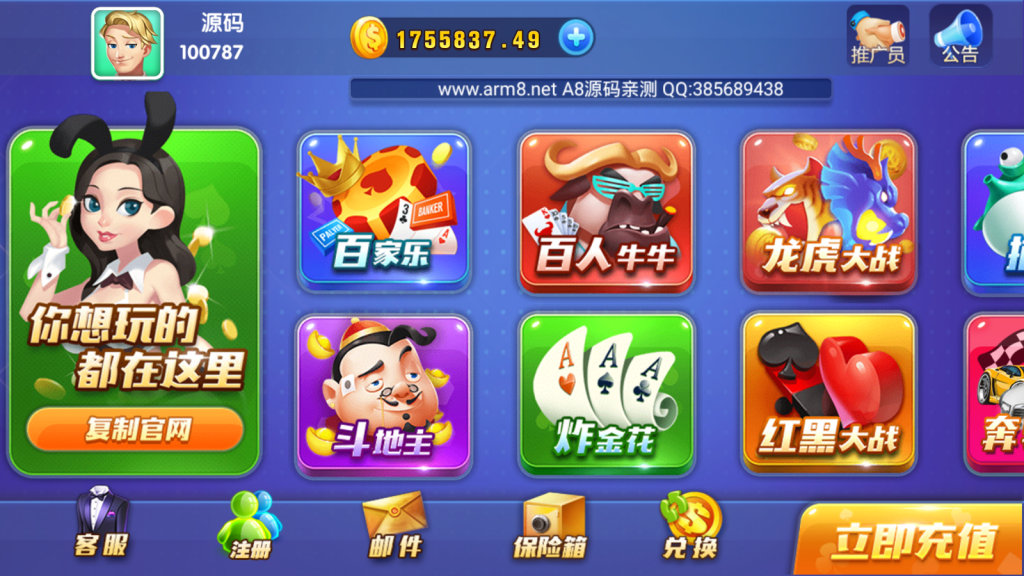 源码
100787
1755837.49
推广员
公告
www.arm8.net A8源码亲测 QQ:385689438
你想玩的
都在这里
复制官网
3
BANKER
百家乐
百人牛牛
龙虎大战
斗地主
A
A
A
炸金花
红黑大战
奔
客服
注册
邮件
保险箱
兑换
立即充值